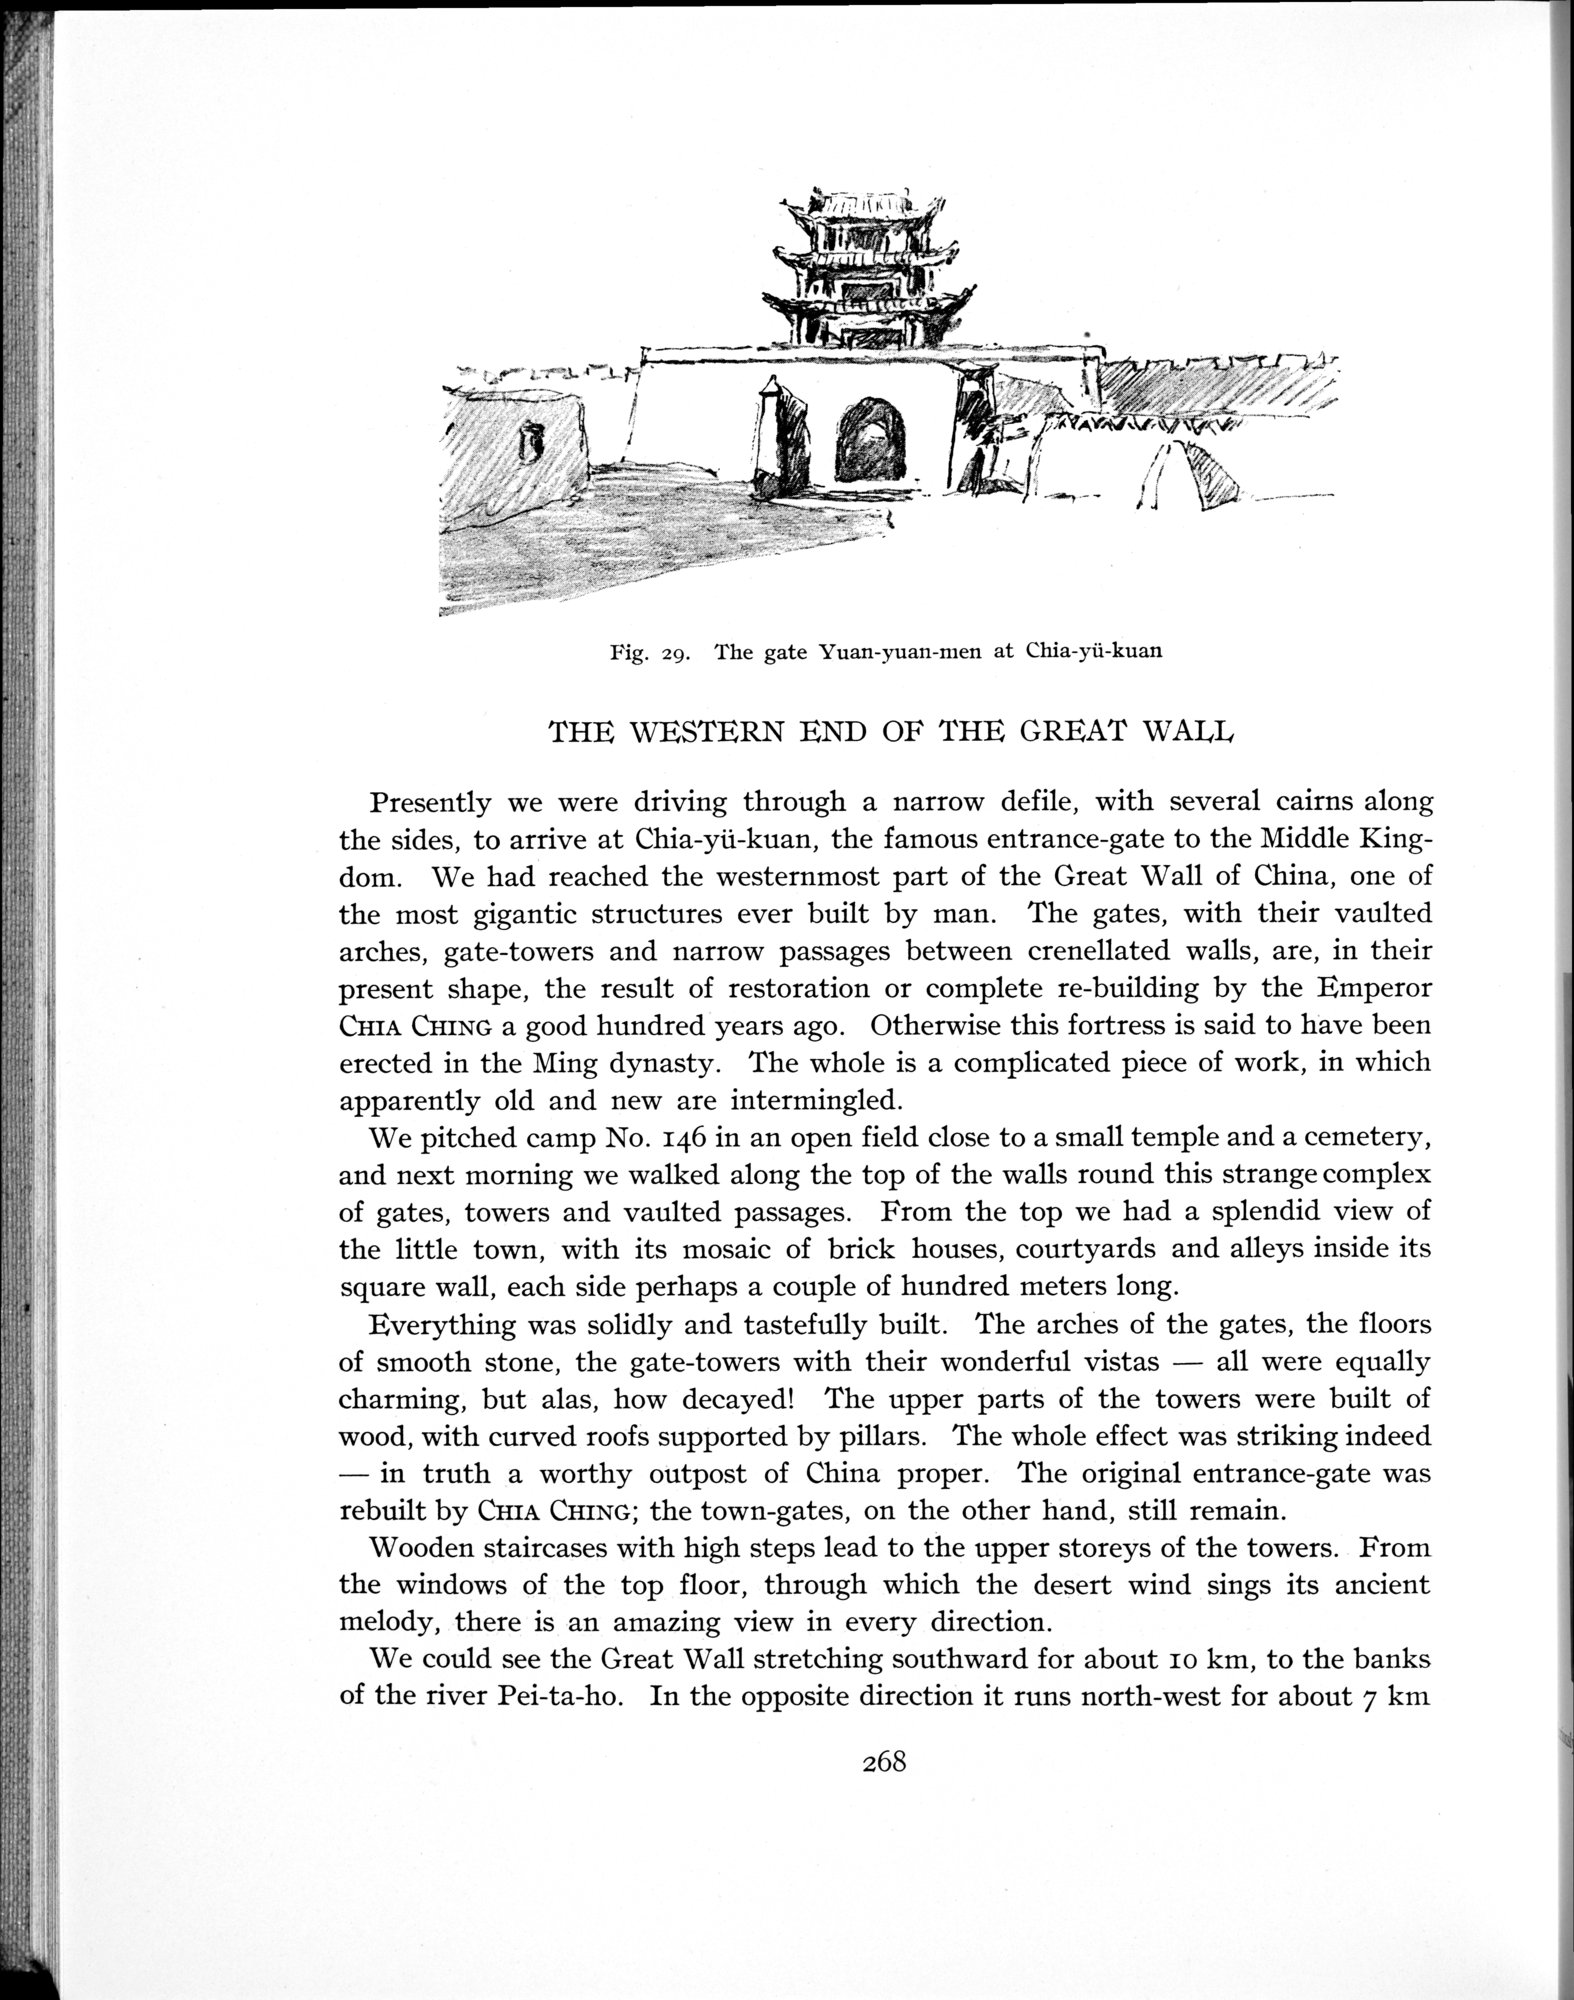 Fig. 29. The gate Yuan-yuan-men at Chia-yü-kuan
THE WESTERN END OF THE GREAT WALL
Presently we were driving through a narrow defile, with several cairns along
the sides, to arrive at Chia-yü-kuan, the famous entrance-gate to the Middle King-
dom. We had reached the westernmost part of the Great Wall of China, one of
the most gigantic structures ever built by man. The gates, with their vaulted
arches, gate-towers and narrow passages between crenellated walls, are, in their
present shape, the result of restoration or complete re-building by the Emperor
CHIA CHING a good hundred years ago. Otherwise this fortress is said to have been
erected in the Ming dynasty. The whole is a complicated piece of work, in which
apparently old and new are intermingled.
We pitched camp No. 146 in an open field close to a small temple and a cemetery,
and next morning we walked along the top of the walls round this strange complex
of gates, towers and vaulted passages. From the top we had a splendid view of
the little town, with its mosaic of brick houses, courtyards and alleys inside its
square wall, each side perhaps a couple of hundred meters long.
Everything was solidly and tastefully built. The arches of the gates, the floors
of smooth stone, the gate-towers with their wonderful vistas — all were equally
charming, but alas, how decayed! The upper parts of the towers were built of
wood, with curved roofs supported by pillars. The whole effect was striking indeed
— in truth a worthy outpost of China proper. The original entrance-gate was
rebuilt by CHIA CHING; the town-gates, on the other hand, still remain.
Wooden staircases with high steps lead to the upper storeys of the towers. From
the windows of the top floor, through which the desert wind sings its ancient
melody, there is an amazing view in every direction.
We could see the Great Wall stretching southward for about 10 km, to the banks
of the river Pei-ta-ho. In the opposite direction it runs north-west for about 7 km
268